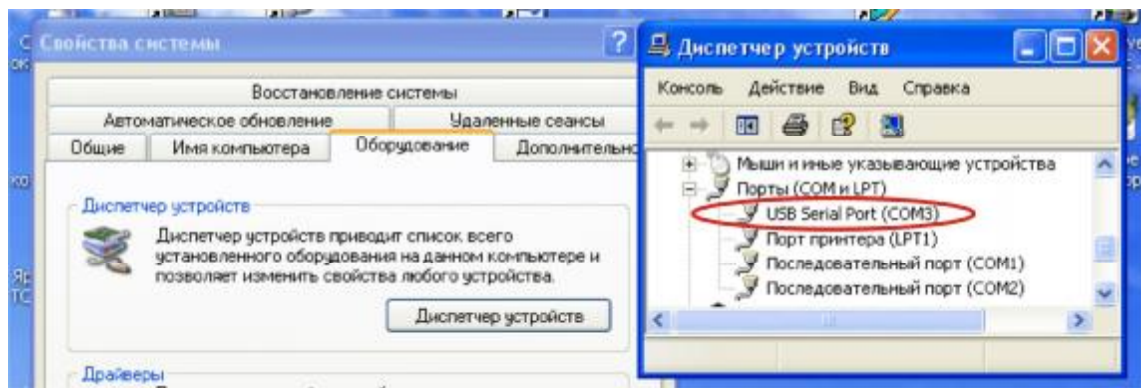 Свойства системы
Восстановление системы
Автоматическое обновление
Удаленные сеансы
Общие
Имя компьютера
Оборудование
Дополнительно
Диспетчер устройств
Диспетчер устройств приводит список всего
установленного оборудования на данном компьютере и
позволяет изменить свойства любого устройства.
Диспетчер устройств
Драйверы
Диспетчер устройств
Консоль Действие Вид Справка
Мыши и иные указывающие устройства
Порты (COM и LPT)
USB Serial Port (COM3)
Порт принтера (LPT1)
Последовательный порт (COM1)
Последовательный порт (COM2)